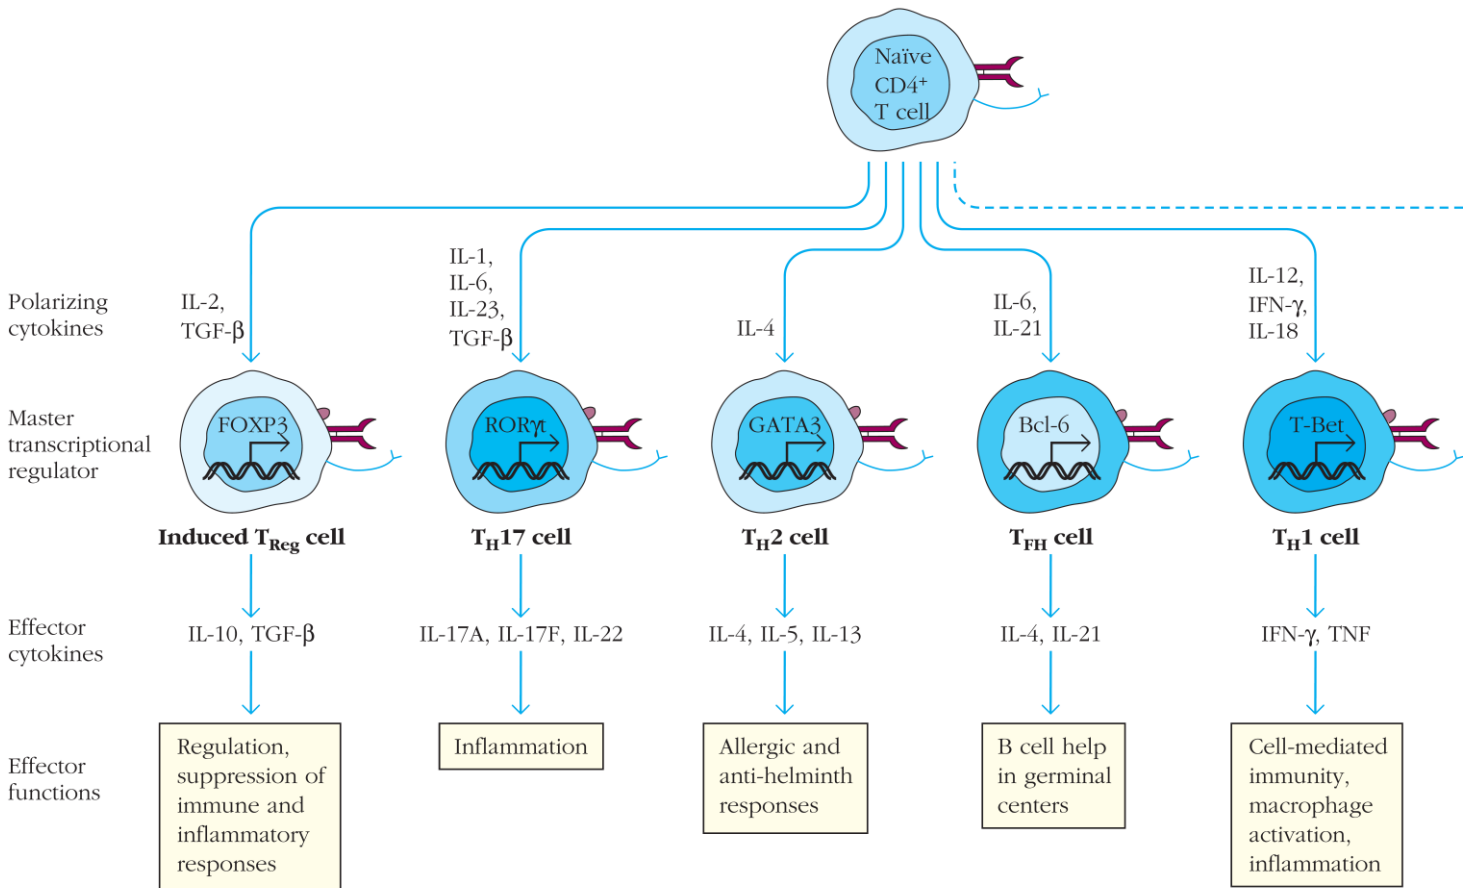 Naïve
CD4⁺
T cell
Polarizing
cytokines
IL-2,
TGF-β
IL-1,
IL-6,
IL-23,
TGF-β
IL-4
IL-6,
IL-21
IL-12,
IFN-γ,
IL-18
Master
transcriptional
regulator
FOXP3
RORγt
GATA3
Bcl-6
T-Bet
Induced T_Reg cell
T_H17 cell
T_H2 cell
T_FH cell
T_H1 cell
Effector
cytokines
IL-10, TGF-β
IL-17A, IL-17F, IL-22
IL-4, IL-5, IL-13
IL-4, IL-21
IFN-γ, TNF
Effector
functions
Regulation,
suppression of
immune and
inflammatory
responses
Inflammation
Allergic and
anti-helminth
responses
B cell help
in germinal
centers
Cell-mediated
immunity,
macrophage
activation,
inflammation